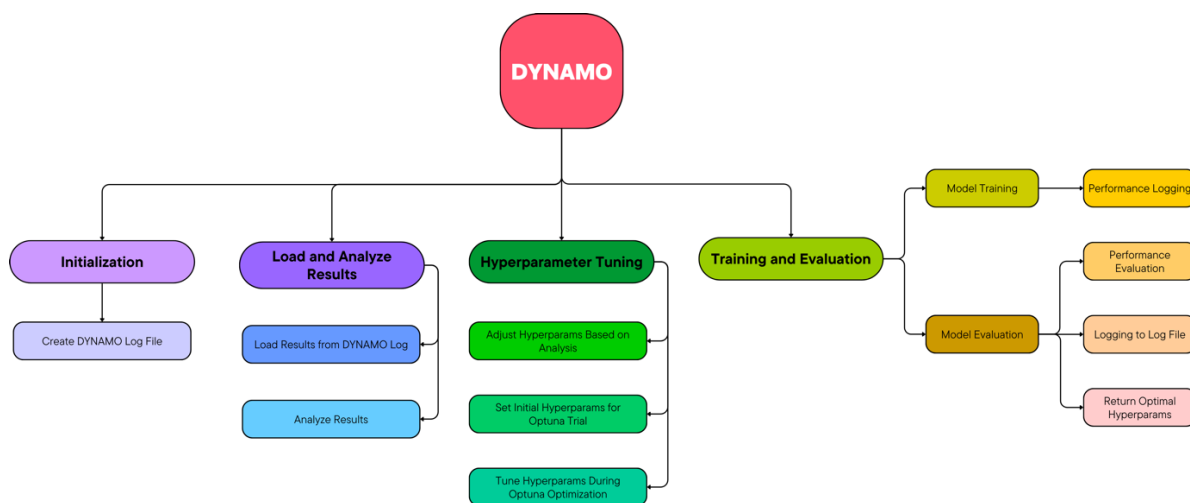 DYNAMO
Initialization
Create DYNAMO Log File
Load and Analyze
Results
Load Results from DYNAMO Log
Analyze Results
Hyperparameter Tuning
Adjust Hyperparams Based on
Analysis
Set Initial Hyperparams for
Optuna Trial
Tune Hyperparams During
Optuna Optimization
Training and Evaluation
Model Training
Performance Logging
Model Evaluation
Performance
Evaluation
Logging to Log File
Return Optimal
Hyperparams